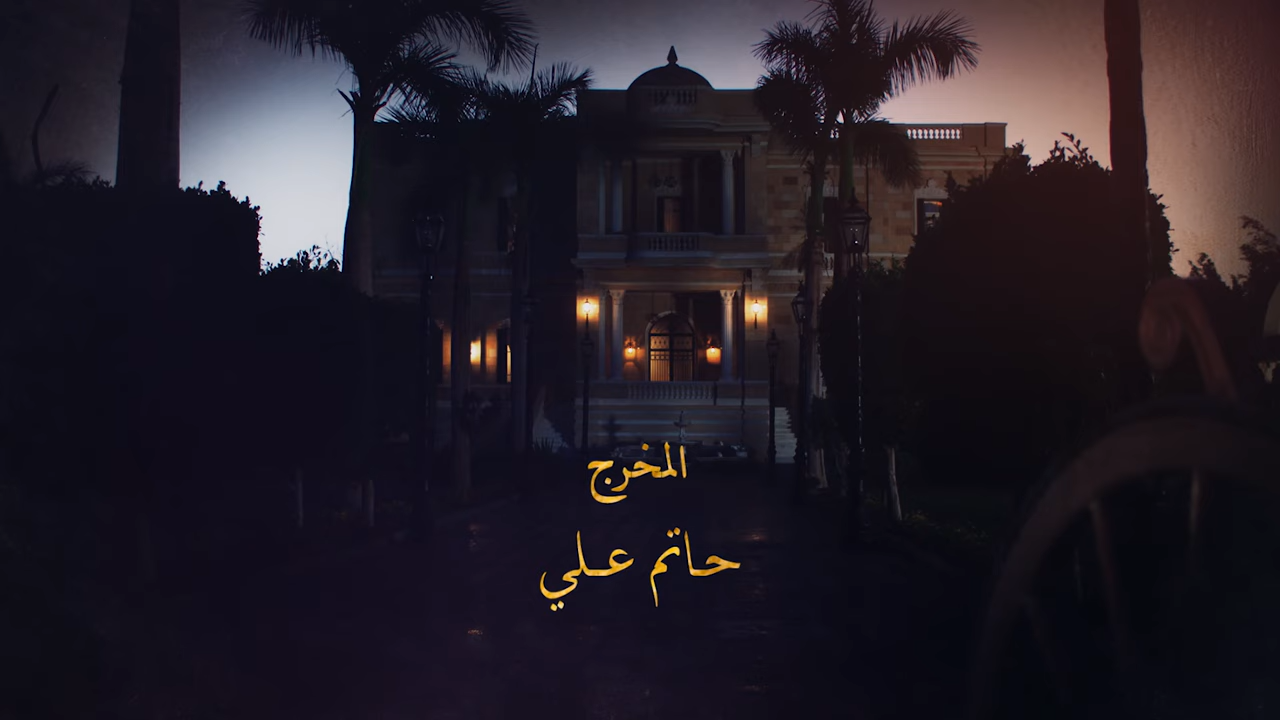 المخرج
حاتم علي